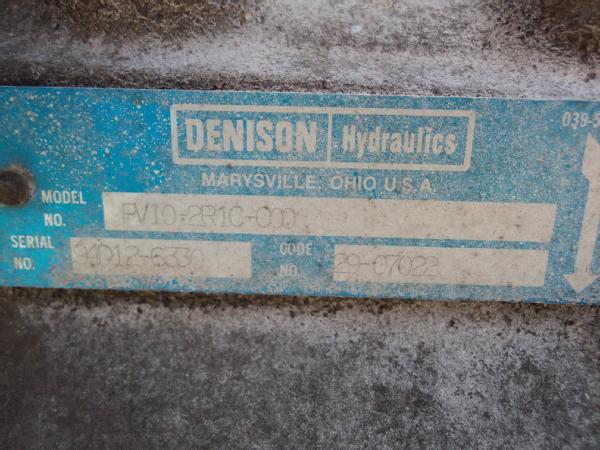 DENISON Hydraulics
MARYSVILLE, OHIO U.S.A.
MODEL NO. PV10-2R1C-C00
SERIAL NO.
CODE NO. 29-07022